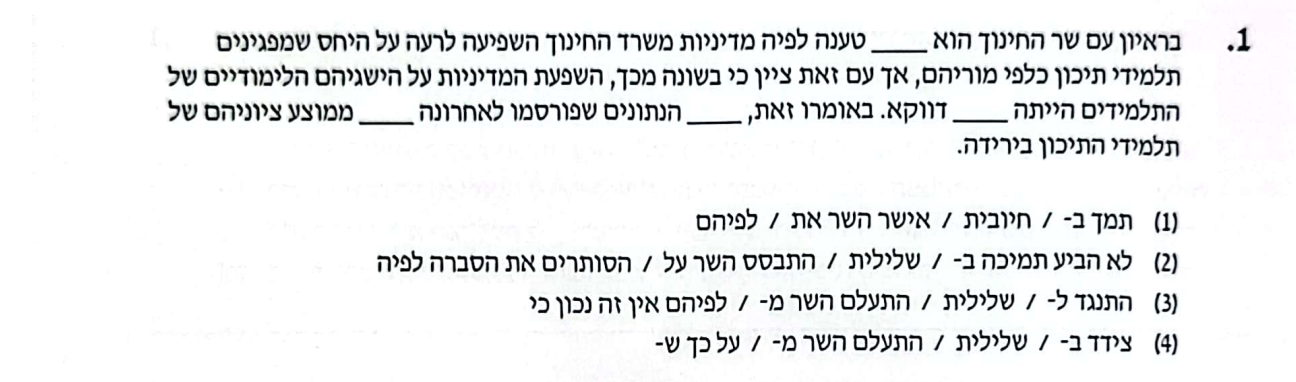 1. בראיון עם שר החינוך הוא ____ טענה לפיה מדיניות משרד החינוך השפיעה לרעה על היחס שמפגינים
תלמידי תיכון כלפי מוריהם, אך עם זאת ציין כי בשונה מכך, השפעת המדיניות על הישגיהם הלימודיים של
התלמידים הייתה ____ דווקא. באומרו זאת, ____ הנתונים שפורסמו לאחרונה ____ ממוצע ציוניהם של
תלמידי התיכון בירידה.
(1) תמך ב- / חיובית / אישר השר את / לפיהם
(2) לא הביע תמיכה ב- / שלילית / התבסס השר על / הסותרים את הסברה לפיה
(3) התנגד ל- / שלילית / התעלם השר מ- / לפיהם אין זה נכון כי
(4) צידד ב- / שלילית / התעלם השר מ- / על כך ש-